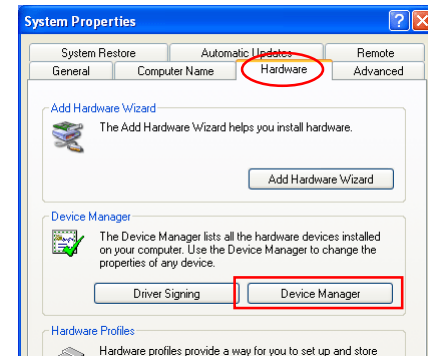 System Properties
System Restore Automatic Updates Remote
General Computer Name Hardware Advanced
Add Hardware Wizard
The Add Hardware Wizard helps you install hardware.
Add Hardware Wizard
Device Manager
The Device Manager lists all the hardware devices installed
on your computer. Use the Device Manager to change the
properties of any device.
Driver Signing Device Manager
Hardware Profiles
Hardware profiles provide a way for you to set up and store